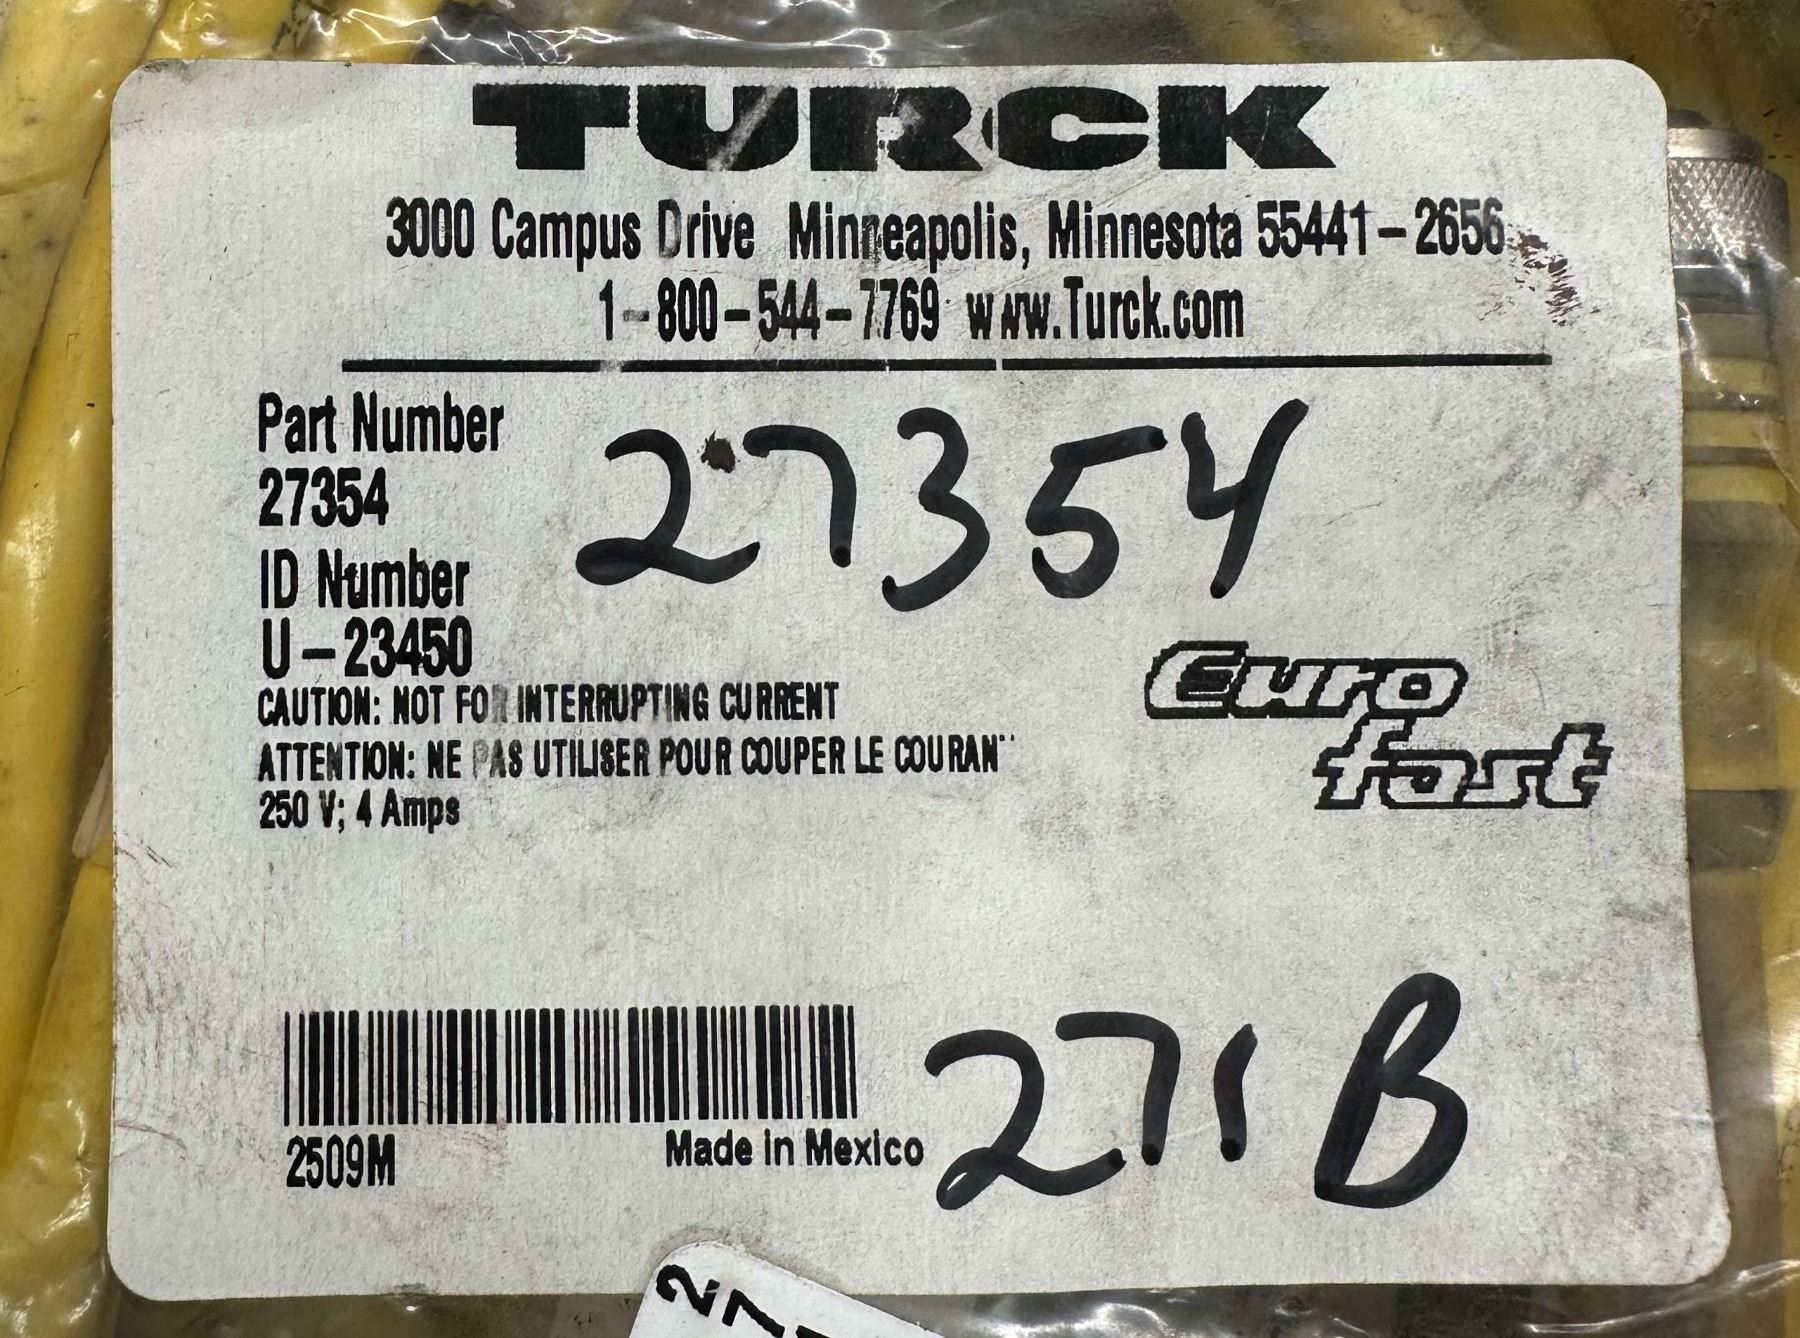 TURCK
3000 Campus Drive Minneapolis, Minnesota 55441-2656
1-800-544-7769 www.Turck.com
Part Number
27354
27354
ID Number
U-23450
CAUTION: NOT FOR INTERRUPTING CURRENT
ATTENTION: NE PAS UTILISER POUR COUPER LE COURANT
250 V; 4 Amps
Euro
fast
2509M
Made in Mexico
271 B